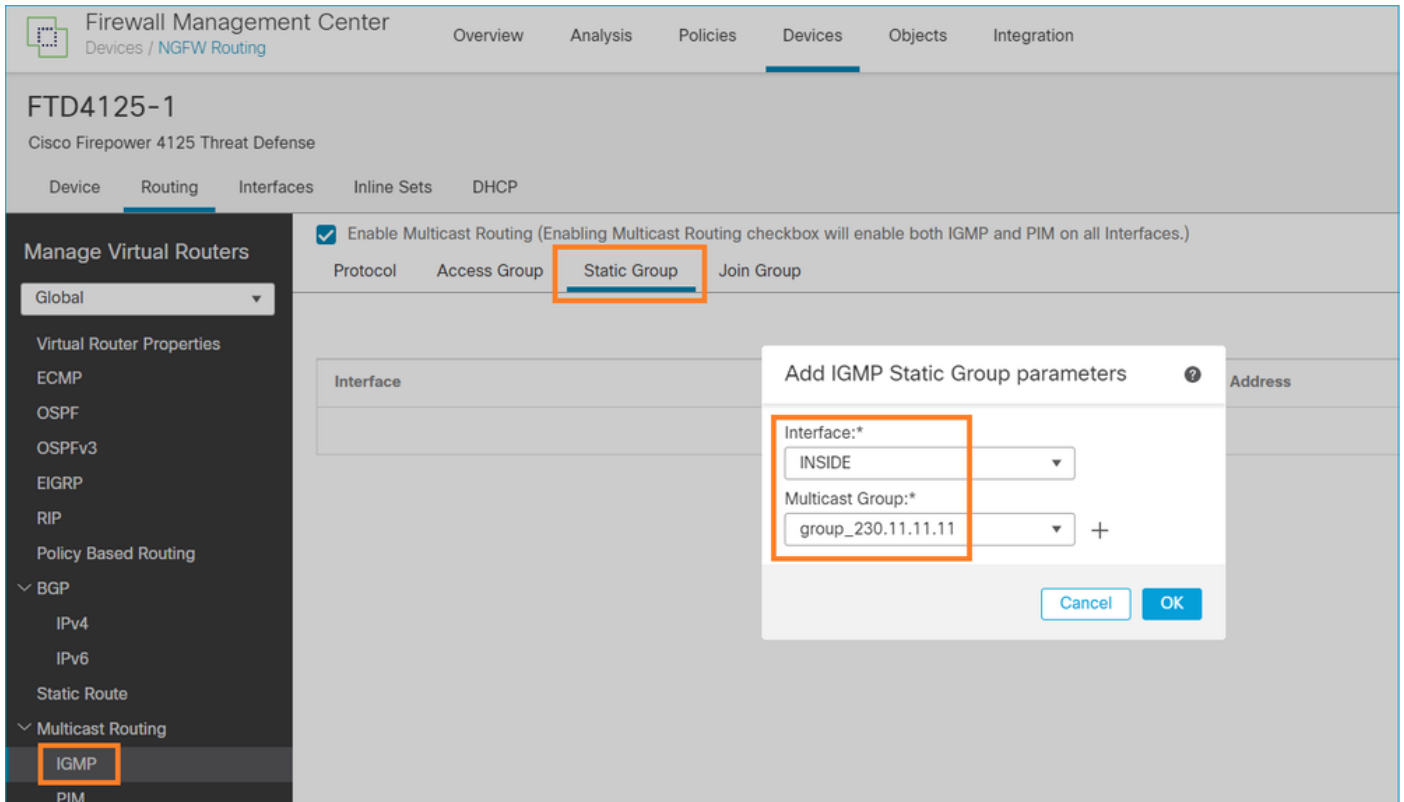 Firewall Management Center
Devices / NGFW Routing
Overview
Analysis
Policies
Devices
Objects
Integration
FTD4125-1
Cisco Firepower 4125 Threat Defense
Device
Routing
Interfaces
Inline Sets
DHCP
Manage Virtual Routers
Global
Virtual Router Properties
ECMP
OSPF
OSPFv3
EIGRP
RIP
Policy Based Routing
BGP
IPv4
IPv6
Static Route
Multicast Routing
IGMP
PIM
Enable Multicast Routing (Enabling Multicast Routing checkbox will enable both IGMP and PIM on all Interfaces.)
Protocol
Access Group
Static Group
Join Group
Interface
Address
Add IGMP Static Group parameters
Interface:*
INSIDE
Multicast Group:*
group_230.11.11.11
Cancel
OK